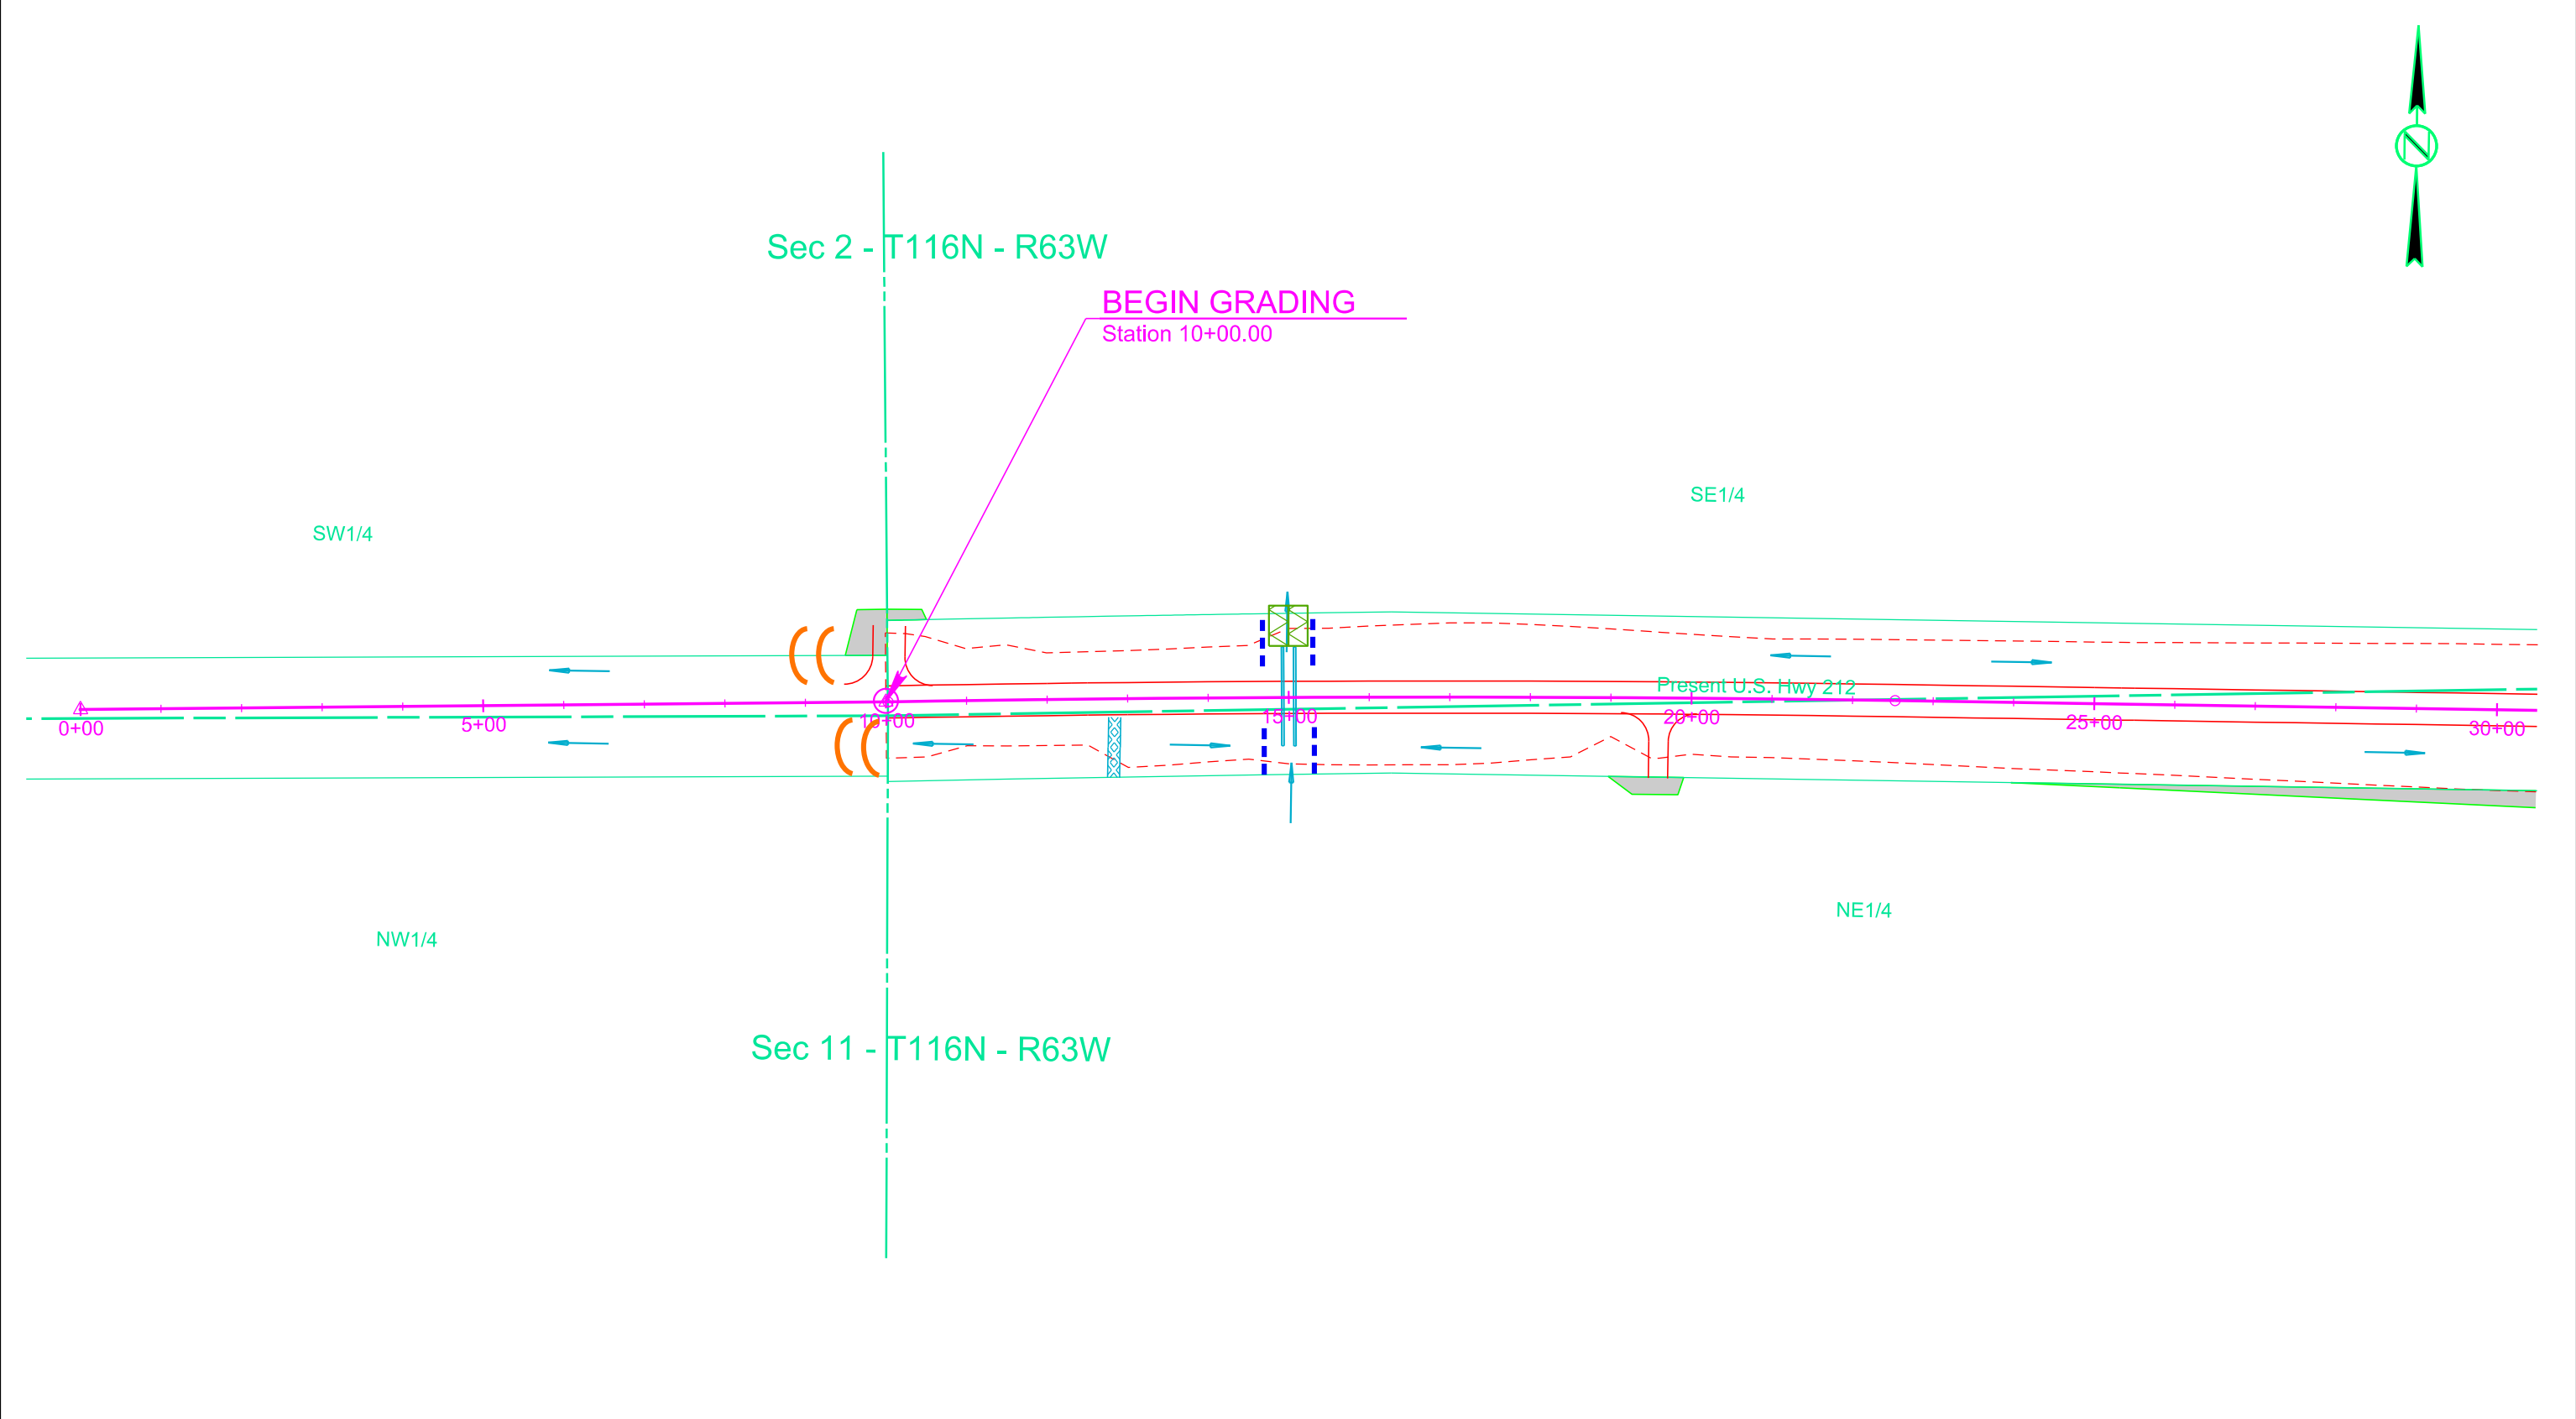 N
Sec 2 - T116N - R63W
BEGIN GRADING
Station 10+00.00
SE1/4
SW1/4
Present U.S. Hwy 212
0+00
5+00
10+00
15+00
20+00
25+00
30+00
NE1/4
NW1/4
Sec 11 - T116N - R63W